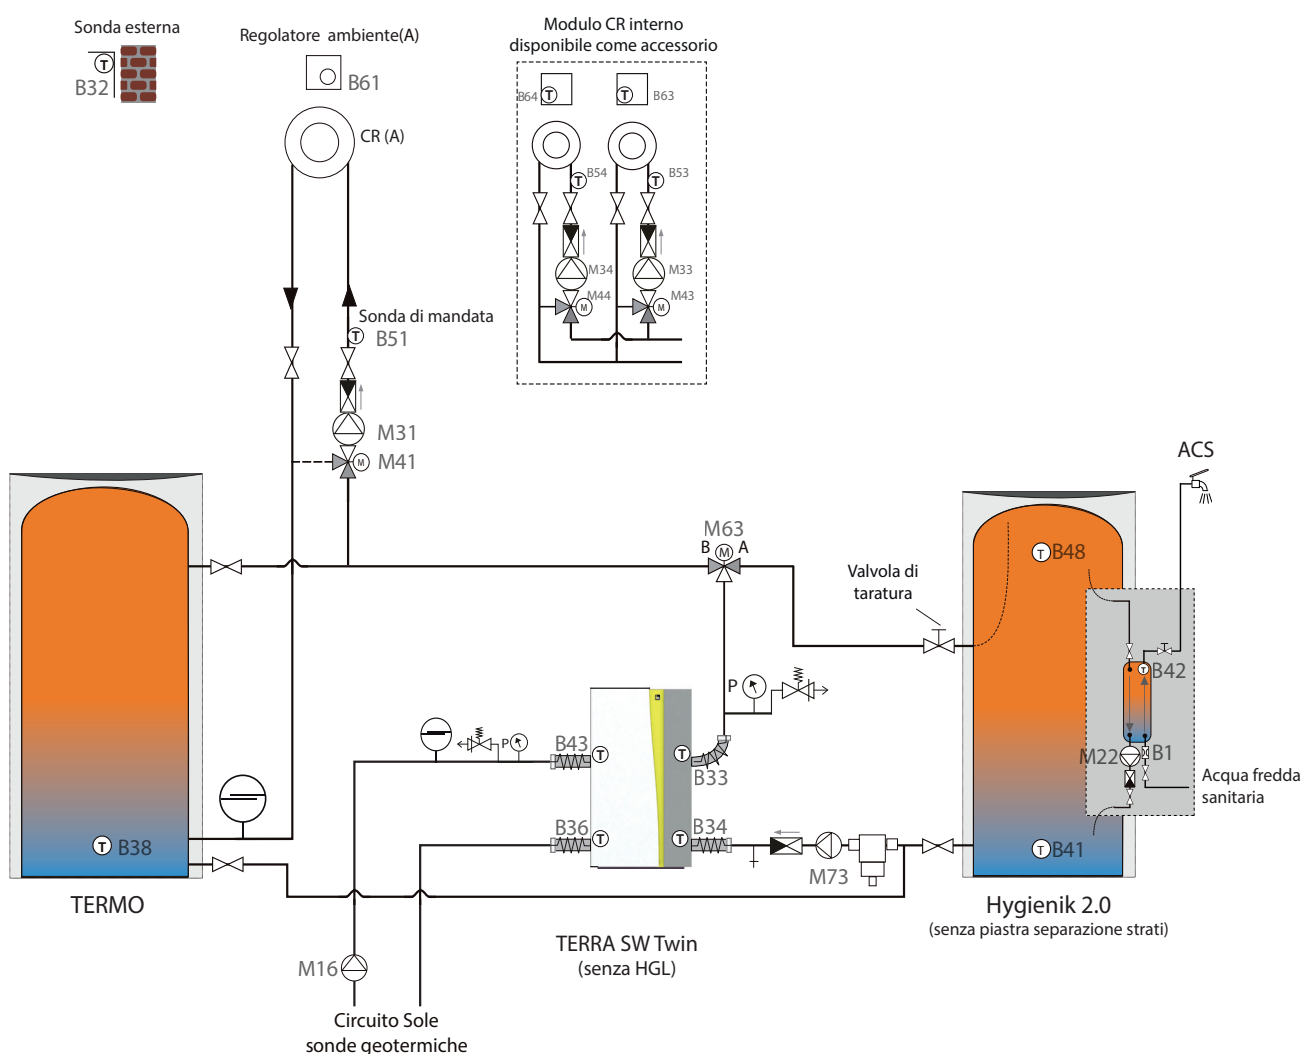 Sonda esterna
T
B32
Regolatore ambiente(A)
B61
CR (A)
Modulo CR interno
disponibile come accessorio
B64
T
T
B63
T
B54
T
B53
M34
M33
M44
M
M43
M
Sonda di mandata
T
B51
M31
M
M41
ACS
M63
B
M
A
Valvola di
taratura
T
B48
T
B42
P
P
B43
T
T
B33
M22
B1
Acqua fredda
sanitaria
B36
T
T
B34
T
B38
T
B41
M73
TERMO
Hygienik 2.0
(senza piastra separazione strati)
TERRA SW Twin
(senza HGL)
M16
Circuito Sole
sonde geotermiche